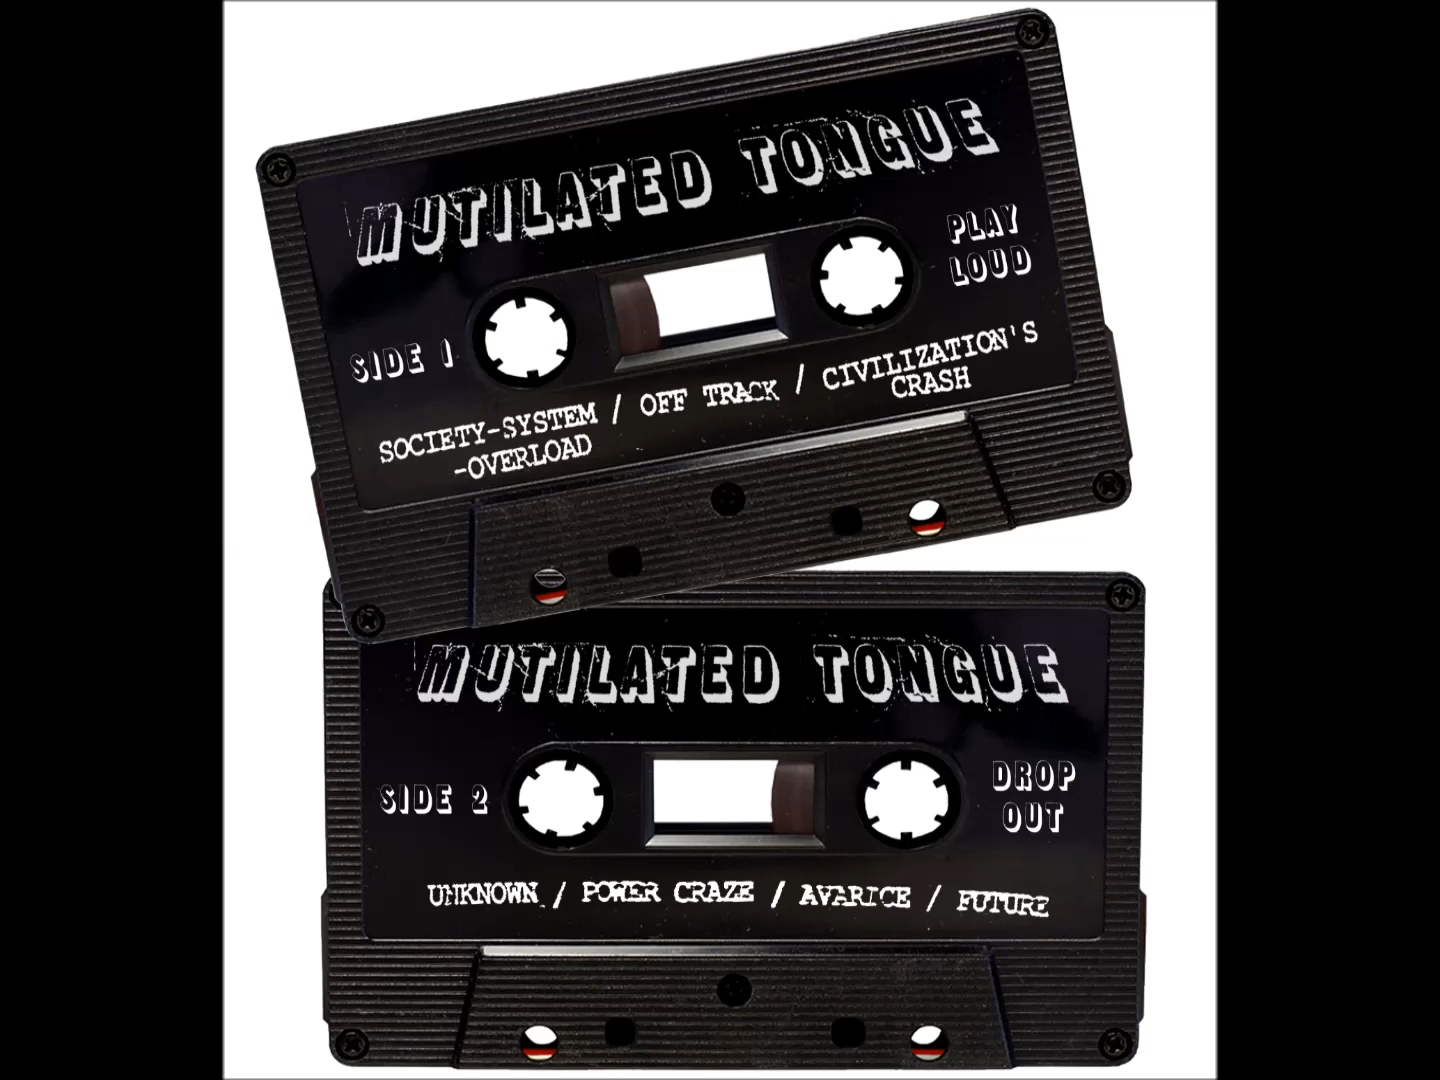 MUTILATED TONGUE
PLAY
LOUD
SIDE 1
SOCIETY-SYSTEM / OFF TRACK / CIVILIZATION'S
-OVERLOAD
CRASH
MUTILATED TONGUE
SIDE 2
DROP
OUT
UNKNOWN / POWER CRAZE / AVARICE / FUTURE